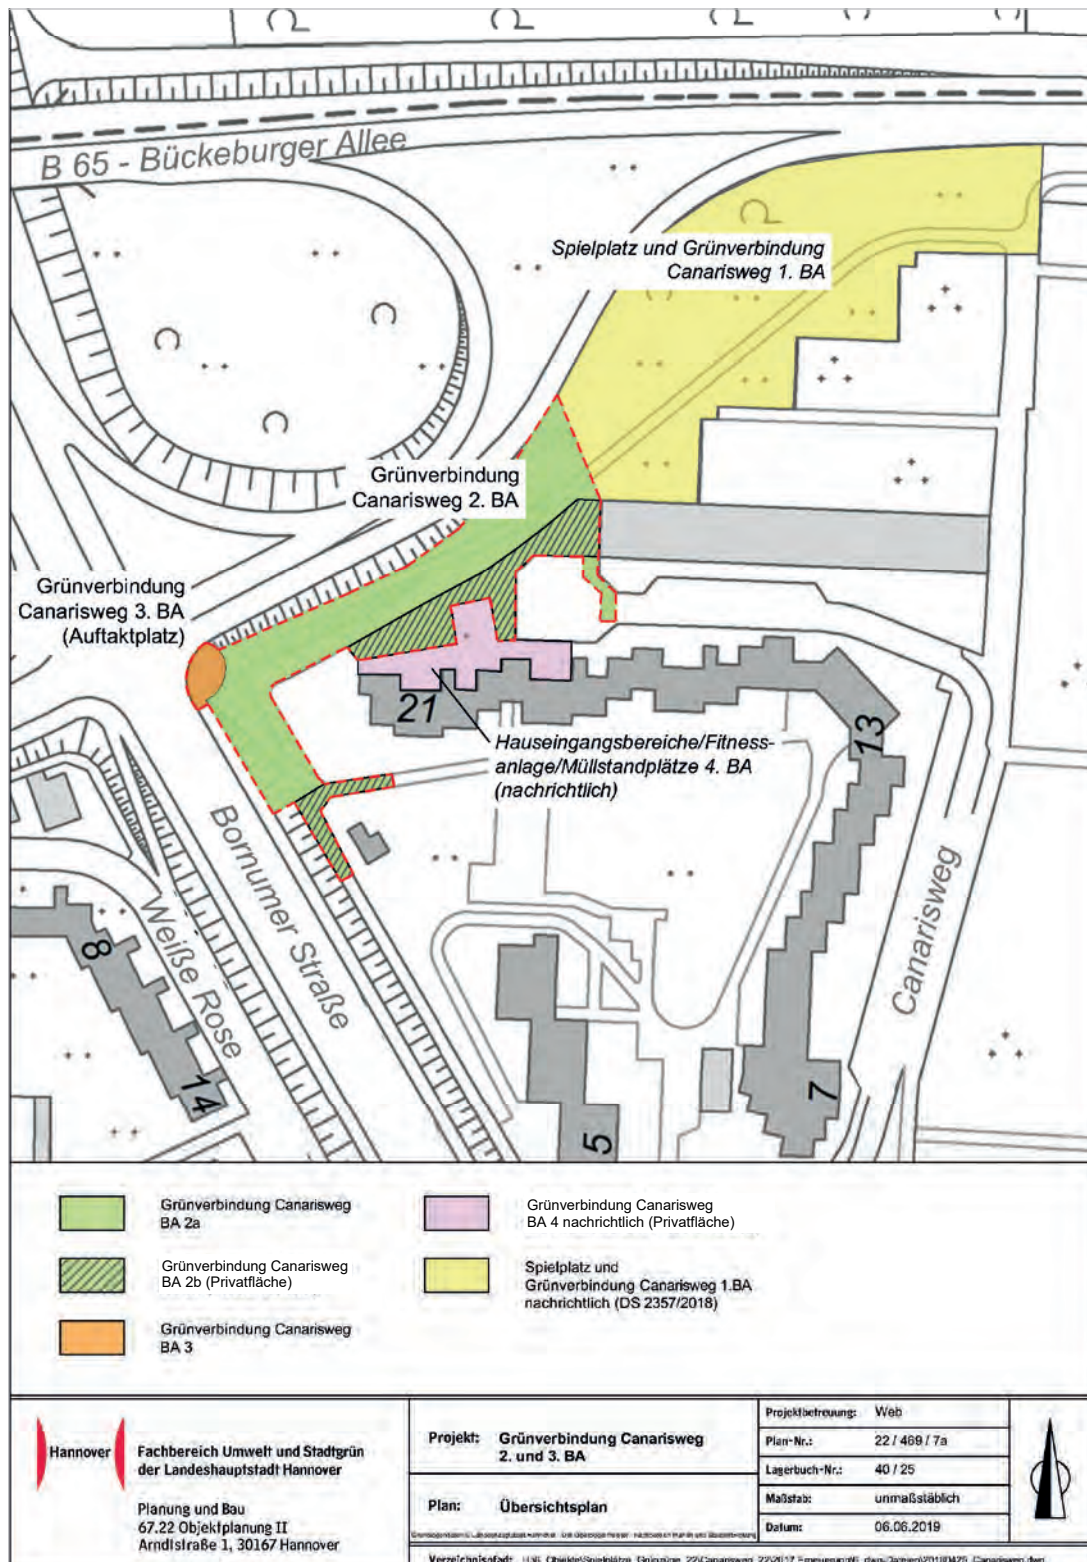 B 65 - Bückeburger Allee
Spielplatz und Grünverbindung
Canarisweg 1. BA
Grünverbindung
Canarisweg 2. BA
Grünverbindung
Canarisweg 3. BA
(Auftaktplatz)
21
13
Hauseingangsbereiche/Fitness-
anlage/Müllstandplätze 4. BA
(nachrichtlich)
Bornumer Straße
Weiße Rose
Canarisweg
8
14
5
7
Grünverbindung Canarisweg
BA 2a
Grünverbindung Canarisweg
BA 2b (Privatfläche)
Grünverbindung Canarisweg
BA 3
Grünverbindung Canarisweg
BA 4 nachrichtlich (Privatfläche)
Spielplatz und
Grünverbindung Canarisweg 1.BA
nachrichtlich (DS 2357/2018)
Hannover
Fachbereich Umwelt und Stadtgrün
der Landeshauptstadt Hannover
Planung und Bau
67.22 Objektplanung II
Arndtstraße 1, 30167 Hannover
Projekt: Grünverbindung Canarisweg
2. und 3. BA
Plan: Übersichtsplan
Projektbetreuung: Web
Plan-Nr.: 22 / 469 / 7a
Lagerbuch-Nr.: 40 / 25
Maßstab: unmaßstäblich
Datum: 06.06.2019
Verzeichnispfad: